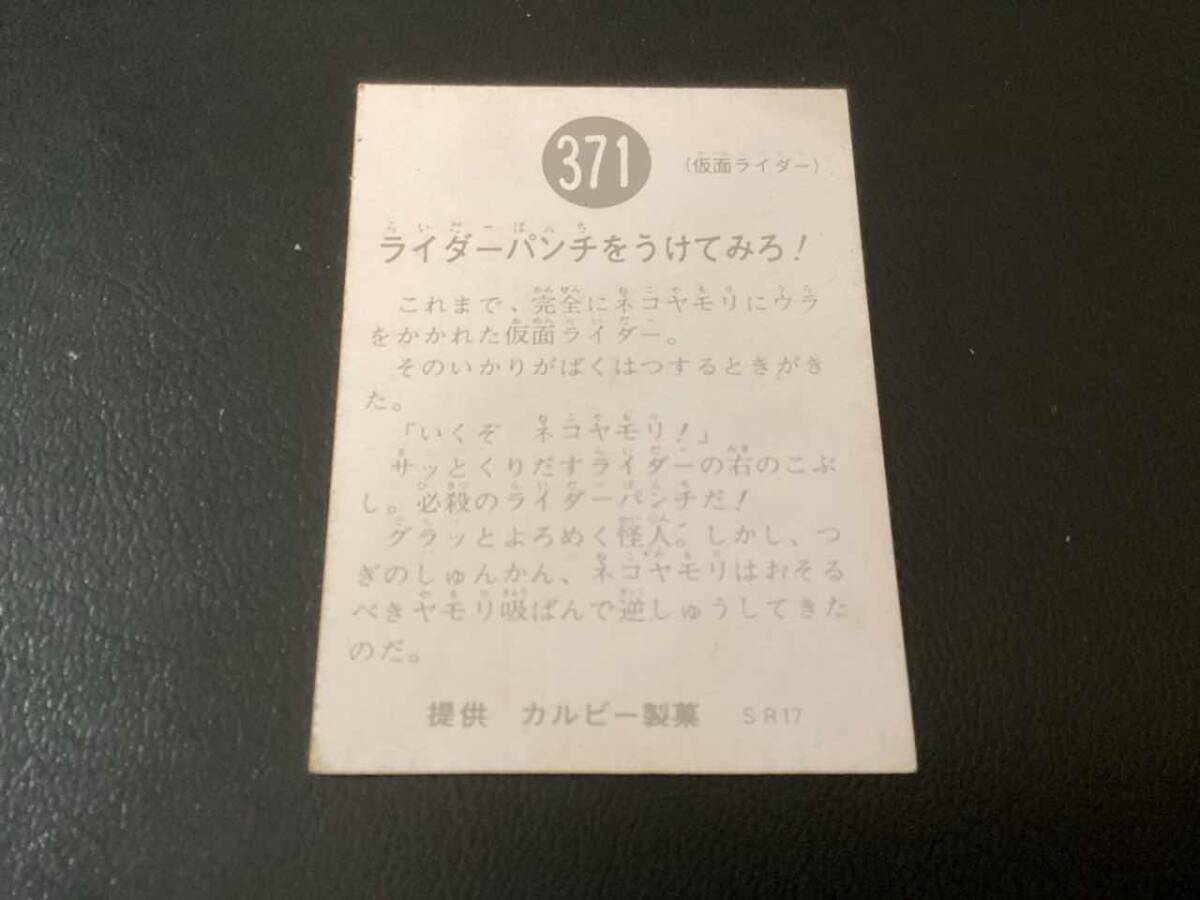 371
(仮面ライダー)
ライダーパンチをうけてみろ!
これまで、完全にネコヤモリにウラ
をかかれた仮面ライダー。
そのいかりがばくはつするときがき
た。
「いくぞ ネコヤモリ!」
サッとくりだすライダーの右のこぶ
し。必殺のライダーパンチだ!
グラッとよろめく怪人。しかし、つ
ぎのしゅんかん、ネコヤモリはおそる
べきヤモリ吸ばんで逆しゅうしてきた
のだ。
提供 カルビー製菓 SR17